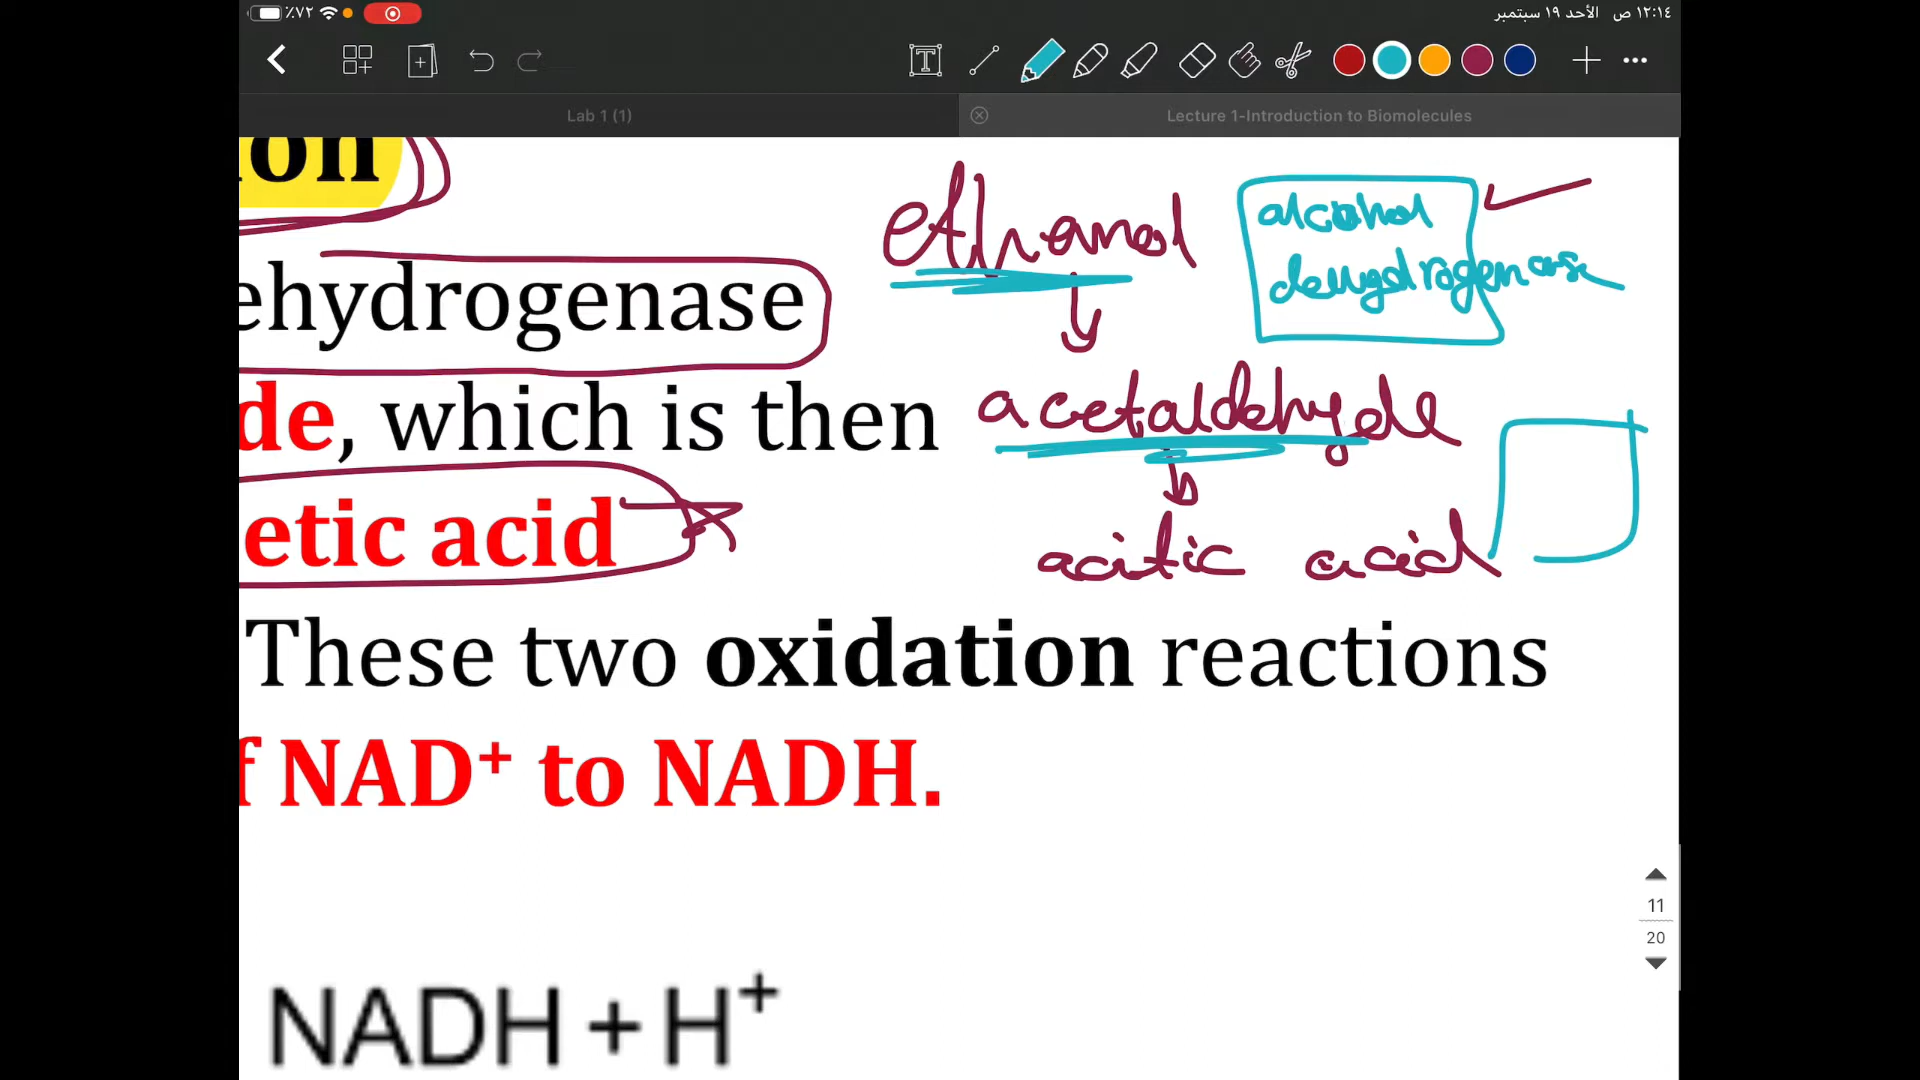 ٪٧٢
١٢:١٤ ص الأحد ١٩ سبتمبر
Lab 1 (1)
Lecture 1-Introduction to Biomolecules
on
ethanol
alcohol
dehydrogenase
ehydrogenase
acetaldehyde
de, which is then
etic acid
acitic acid
These two oxidation reactions
f NAD⁺ to NADH.
11
20
NADH + H⁺